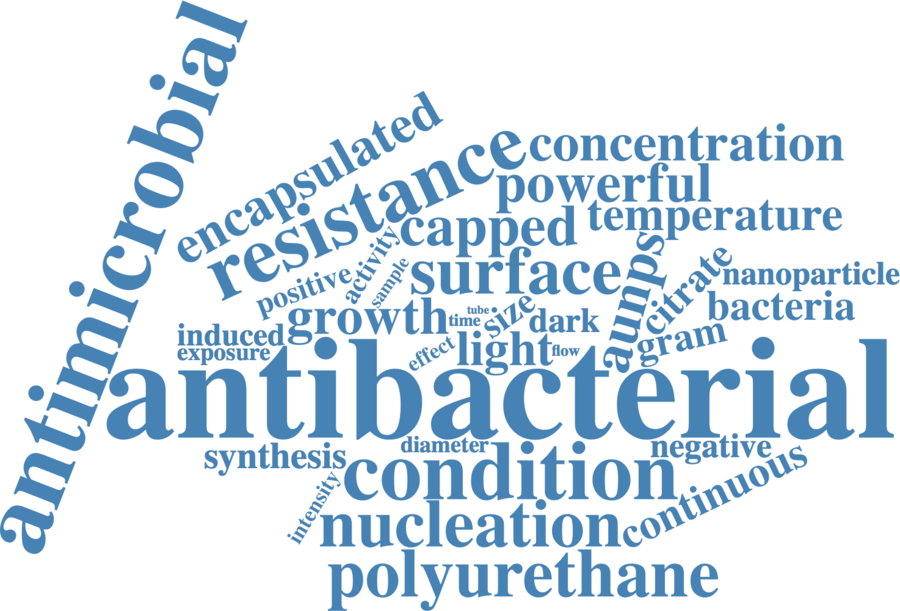 antimicrobial
encapsulated
resistance
concentration
powerful
temperature
capped
activity
sample
positive
surface
aunps
citrate
nanoparticle
bacteria
gram
growth
time
tube
size
dark
induced
exposure
effect
light
flow
antibacterial
synthesis
diameter
negative
condition
continuous
intensity
nucleation
polyurethane